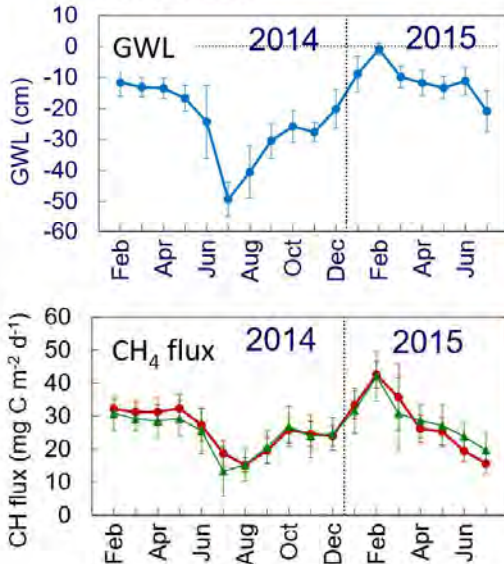 GWL
2014
2015
GWL (cm)
10
0
-10
-20
-30
-40
-50
-60
Feb
Apr
Jun
Aug
Oct
Dec
Feb
Apr
Jun
CH4 flux
2014
2015
CH flux (mg C m-2 d-1)
60
50
40
30
20
10
0
Feb
Apr
Jun
Aug
Oct
Dec
Feb
Apr
Jun